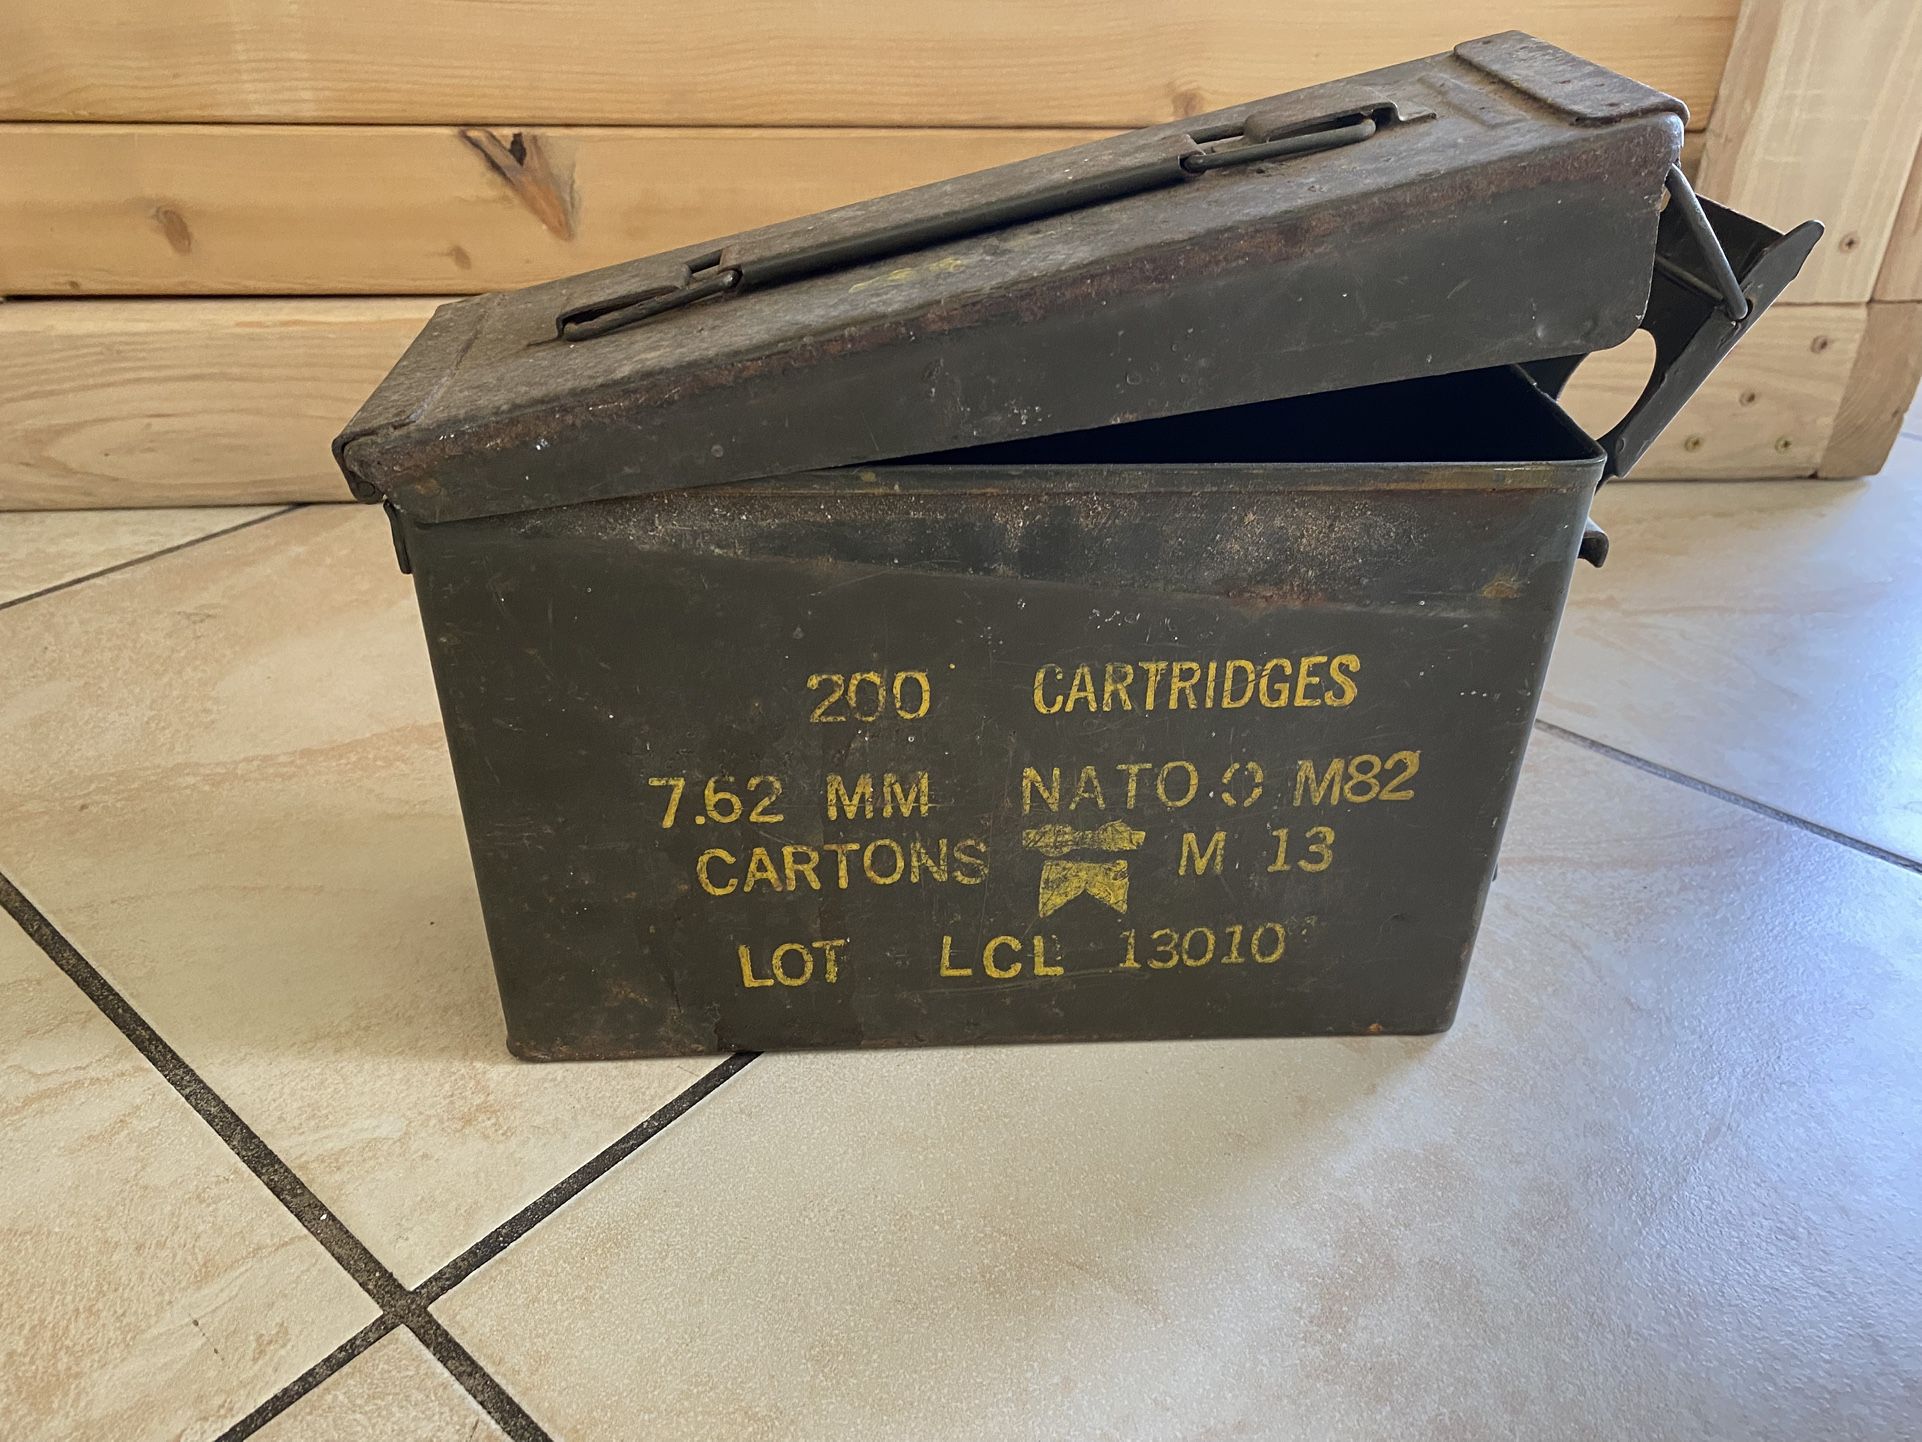 200 CARTRIDGES
7.62 MM NATO M82
CARTONS M 13
LOT LCL 13010